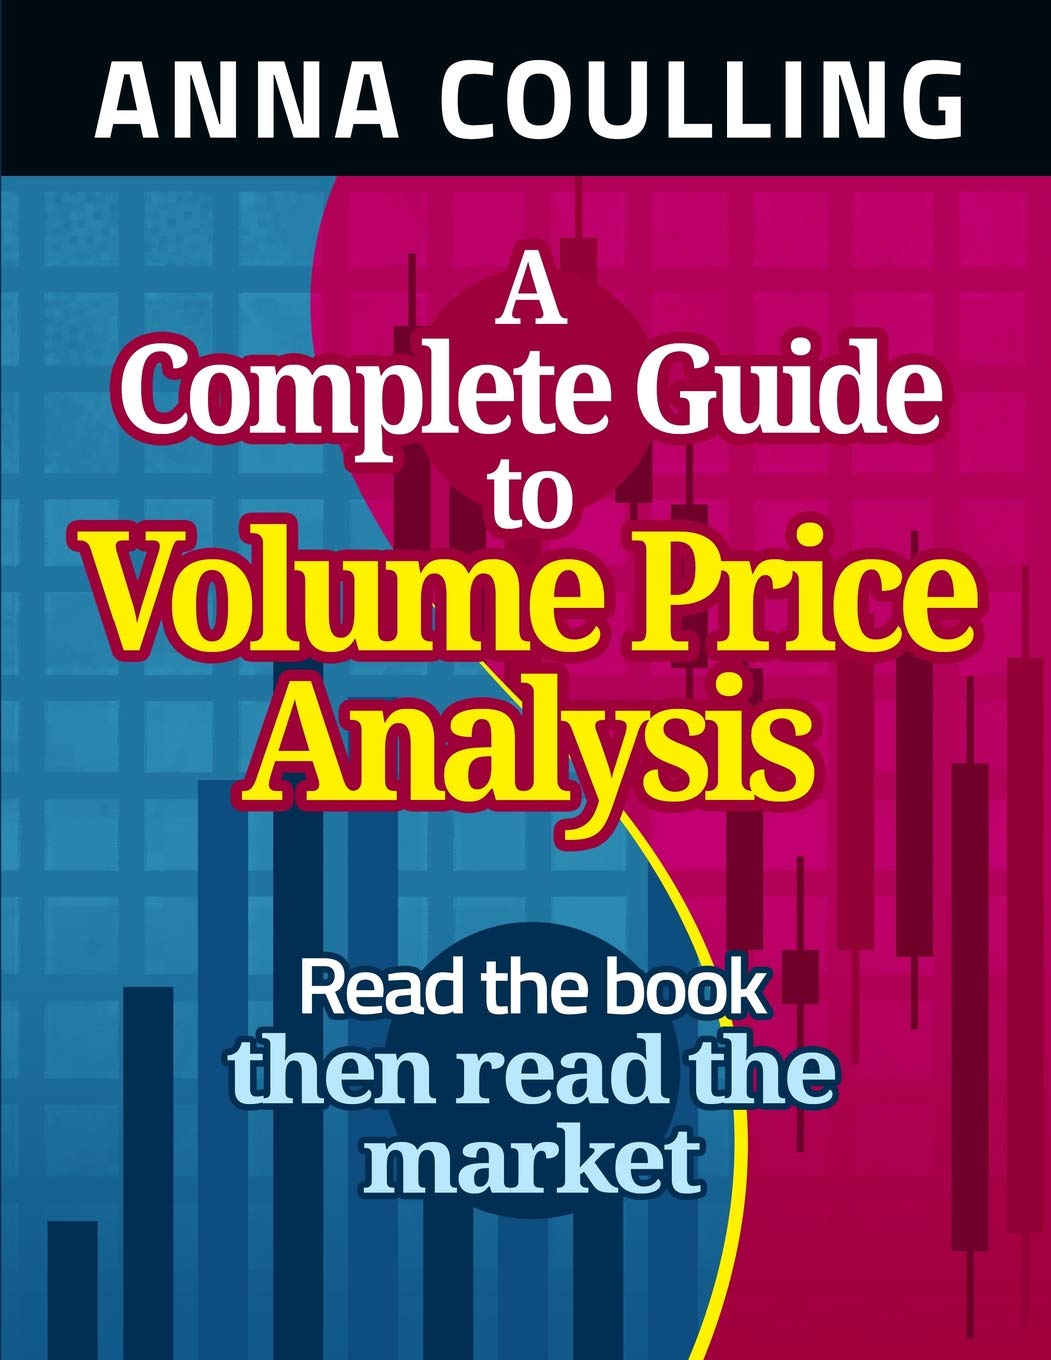 ANNA COULLING
A
Complete Guide
to
Volume Price
Analysis
Read the book
then read the
market